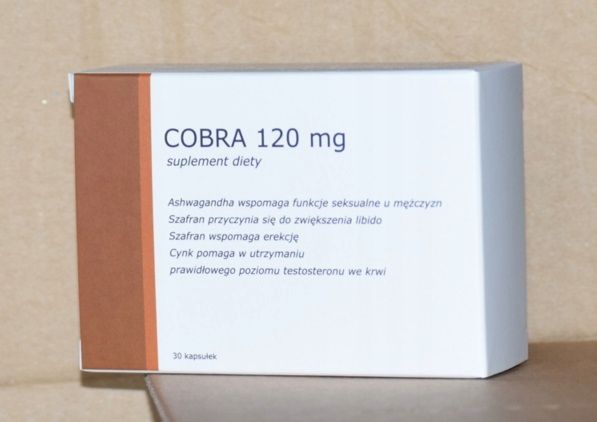 COBRA 120 mg
suplement diety
Ashwagandha wspomaga funkcje seksualne u mężczyzn
Szafran przyczynia się do zwiększenia libido
Szafran wspomaga erekcję
Cynk pomaga w utrzymaniu
prawidłowego poziomu testosteronu we krwi
30 kapsułek